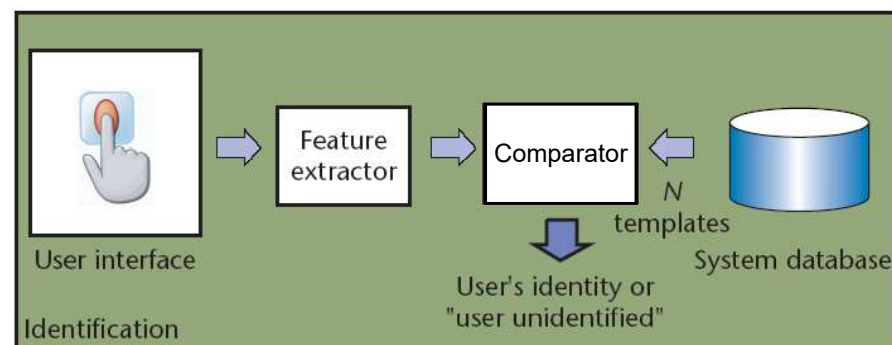 Feature
extractor
Comparator
N
templates
User interface
System database
User's identity or
"user unidentified"
Identification